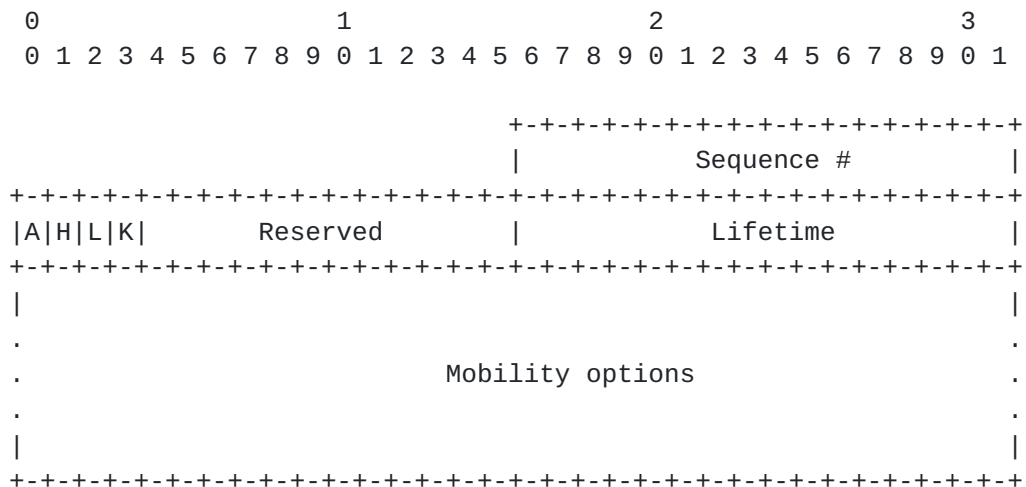 0                   1                   2                   3
 0 1 2 3 4 5 6 7 8 9 0 1 2 3 4 5 6 7 8 9 0 1 2 3 4 5 6 7 8 9 0 1

                                +-+-+-+-+-+-+-+-+-+-+-+-+-+-+-+-+
                                |           Sequence #          |
+-+-+-+-+-+-+-+-+-+-+-+-+-+-+-+-+-+-+-+-+-+-+-+-+-+-+-+-+-+-+-+-+
|A|H|L|K|       Reserved        |            Lifetime           |
+-+-+-+-+-+-+-+-+-+-+-+-+-+-+-+-+-+-+-+-+-+-+-+-+-+-+-+-+-+-+-+-+
|                                                               |
.                                                               .
.                           Mobility options                    .
.                                                               .
|                                                               |
+-+-+-+-+-+-+-+-+-+-+-+-+-+-+-+-+-+-+-+-+-+-+-+-+-+-+-+-+-+-+-+-+